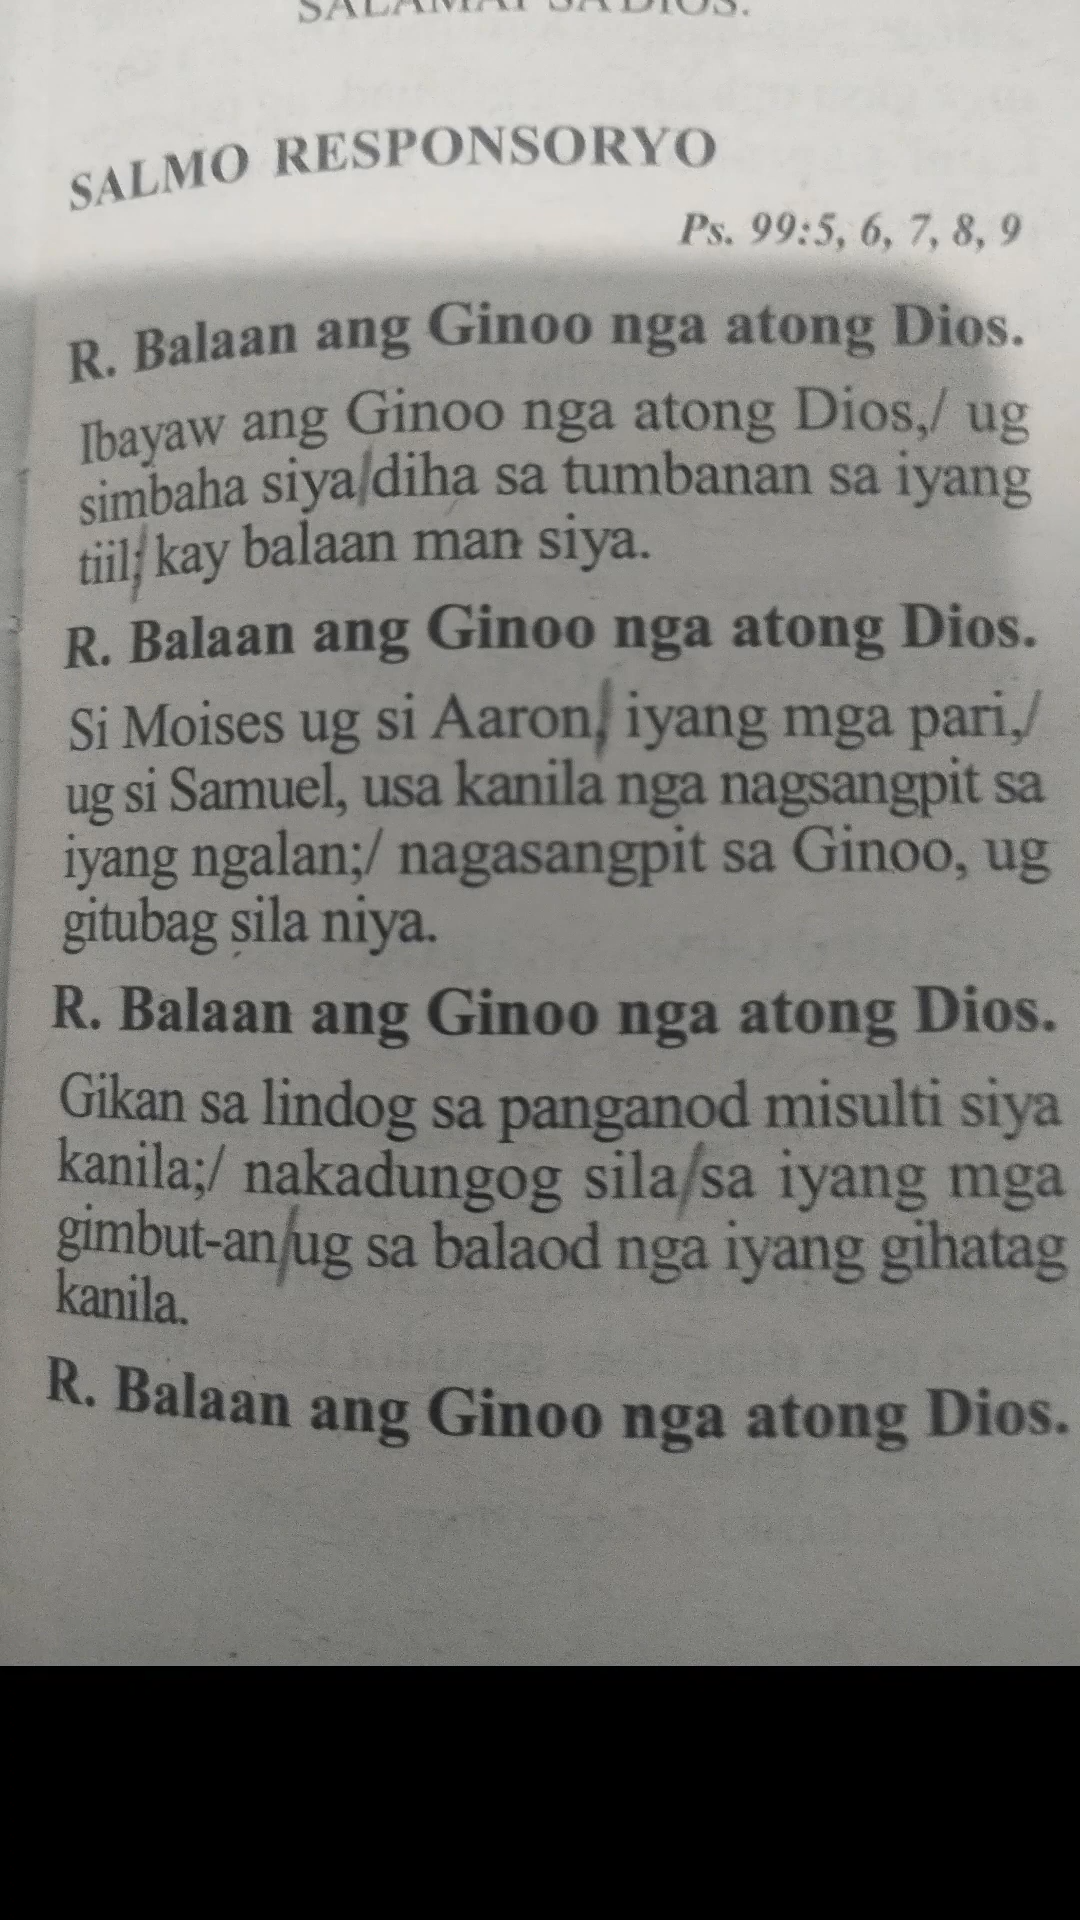 SALAMAT SA DIOS.
SALMO RESPONSORYO
Ps. 99:5, 6, 7, 8, 9
R. Balaan ang Ginoo nga atong Dios.
Ibayaw ang Ginoo nga atong Dios,/ ug
simbaha siya/diha sa tumbanan sa iyang
tiil;/ kay balaan man siya.
R. Balaan ang Ginoo nga atong Dios.
Si Moises ug si Aaron,/ iyang mga pari,/
ug si Samuel, usa kanila nga nagsangpit sa
iyang ngalan;/ nagasangpit sa Ginoo, ug
gitubag sila niya.
R. Balaan ang Ginoo nga atong Dios.
Gikan sa lindog sa panganod misulti siya
kanila;/ nakadungog sila/sa iyang mga
gimbut-an/ug sa balaod nga iyang gihatag
kanila.
R. Balaan ang Ginoo nga atong Dios.